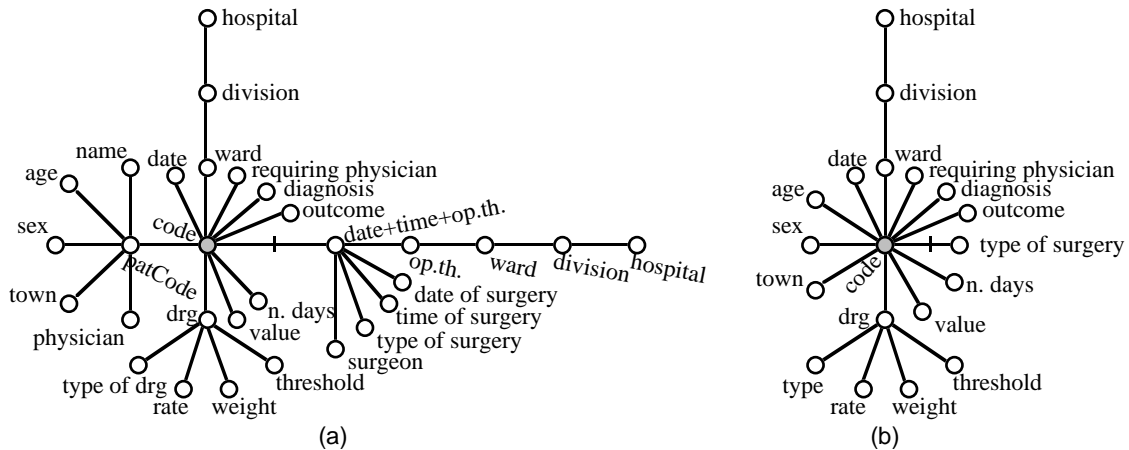 hospital
division
name
date
ward
requiring physician
age
diagnosis
outcome
code
date+time+op.th.
sex
patCode
op.th.
ward
division
hospital
town
drg
n. days
date of surgery
physician
value
time of surgery
type of surgery
surgeon
type of drg
rate
weight
threshold
(a)
hospital
division
date
ward
requiring physician
age
diagnosis
outcome
sex
type of surgery
code
town
n. days
drg
value
type
rate
weight
threshold
(b)